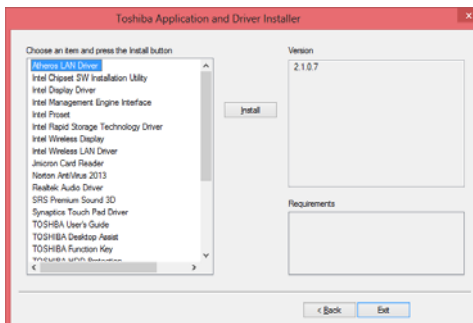 Toshiba Application and Driver Installer
x
Choose an item and press the Install button
Atheros LAN Driver
Intel Chipset SW Installation Utility
Intel Display Driver
Intel Management Engine Interface
Intel Proset
Intel Rapid Storage Technology Driver
Intel Wireless Display
Intel Wireless LAN Driver
Jmicron Card Reader
Norton AntiVirus 2013
Realtek Audio Driver
SRS Premium Sound 3D
Synaptics Touch Pad Driver
TOSHIBA User's Guide
TOSHIBA Desktop Assist
TOSHIBA Function Key
TOSHIBA HDD Protection
Install
Version
2.1.0.7
Requirements
< Back
Exit